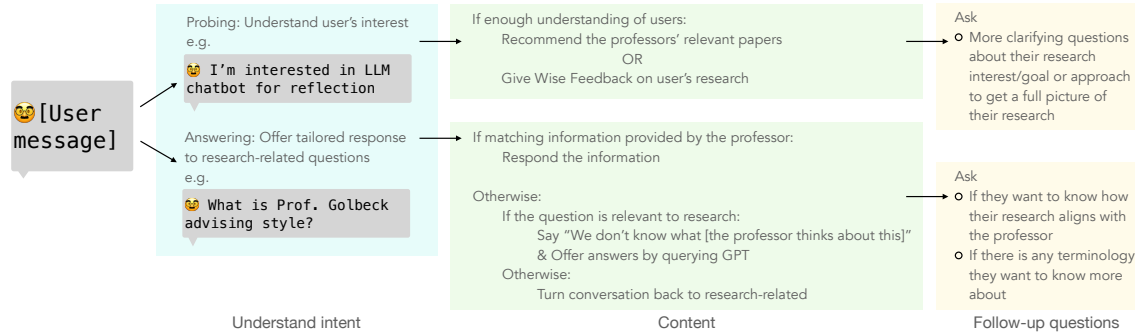 [User
message]
Probing: Understand user's interest
e.g.
I'm interested in LLM
chatbot for reflection
Answering: Offer tailored response
to research-related questions
e.g.
What is Prof. Golbeck
advising style?
Understand intent
If enough understanding of users:
Recommend the professors' relevant papers
OR
Give Wise Feedback on user's research
If matching information provided by the professor:
Respond the information
Otherwise:
If the question is relevant to research:
Say "We don't know what [the professor thinks about this]"
& Offer answers by querying GPT
Otherwise:
Turn conversation back to research-related
Content
Ask
More clarifying questions
about their research
interest/goal or approach
to get a full picture of
their research
Ask
If they want to know how
their research aligns with
the professor
If there is any terminology
they want to know more
about
Follow-up questions